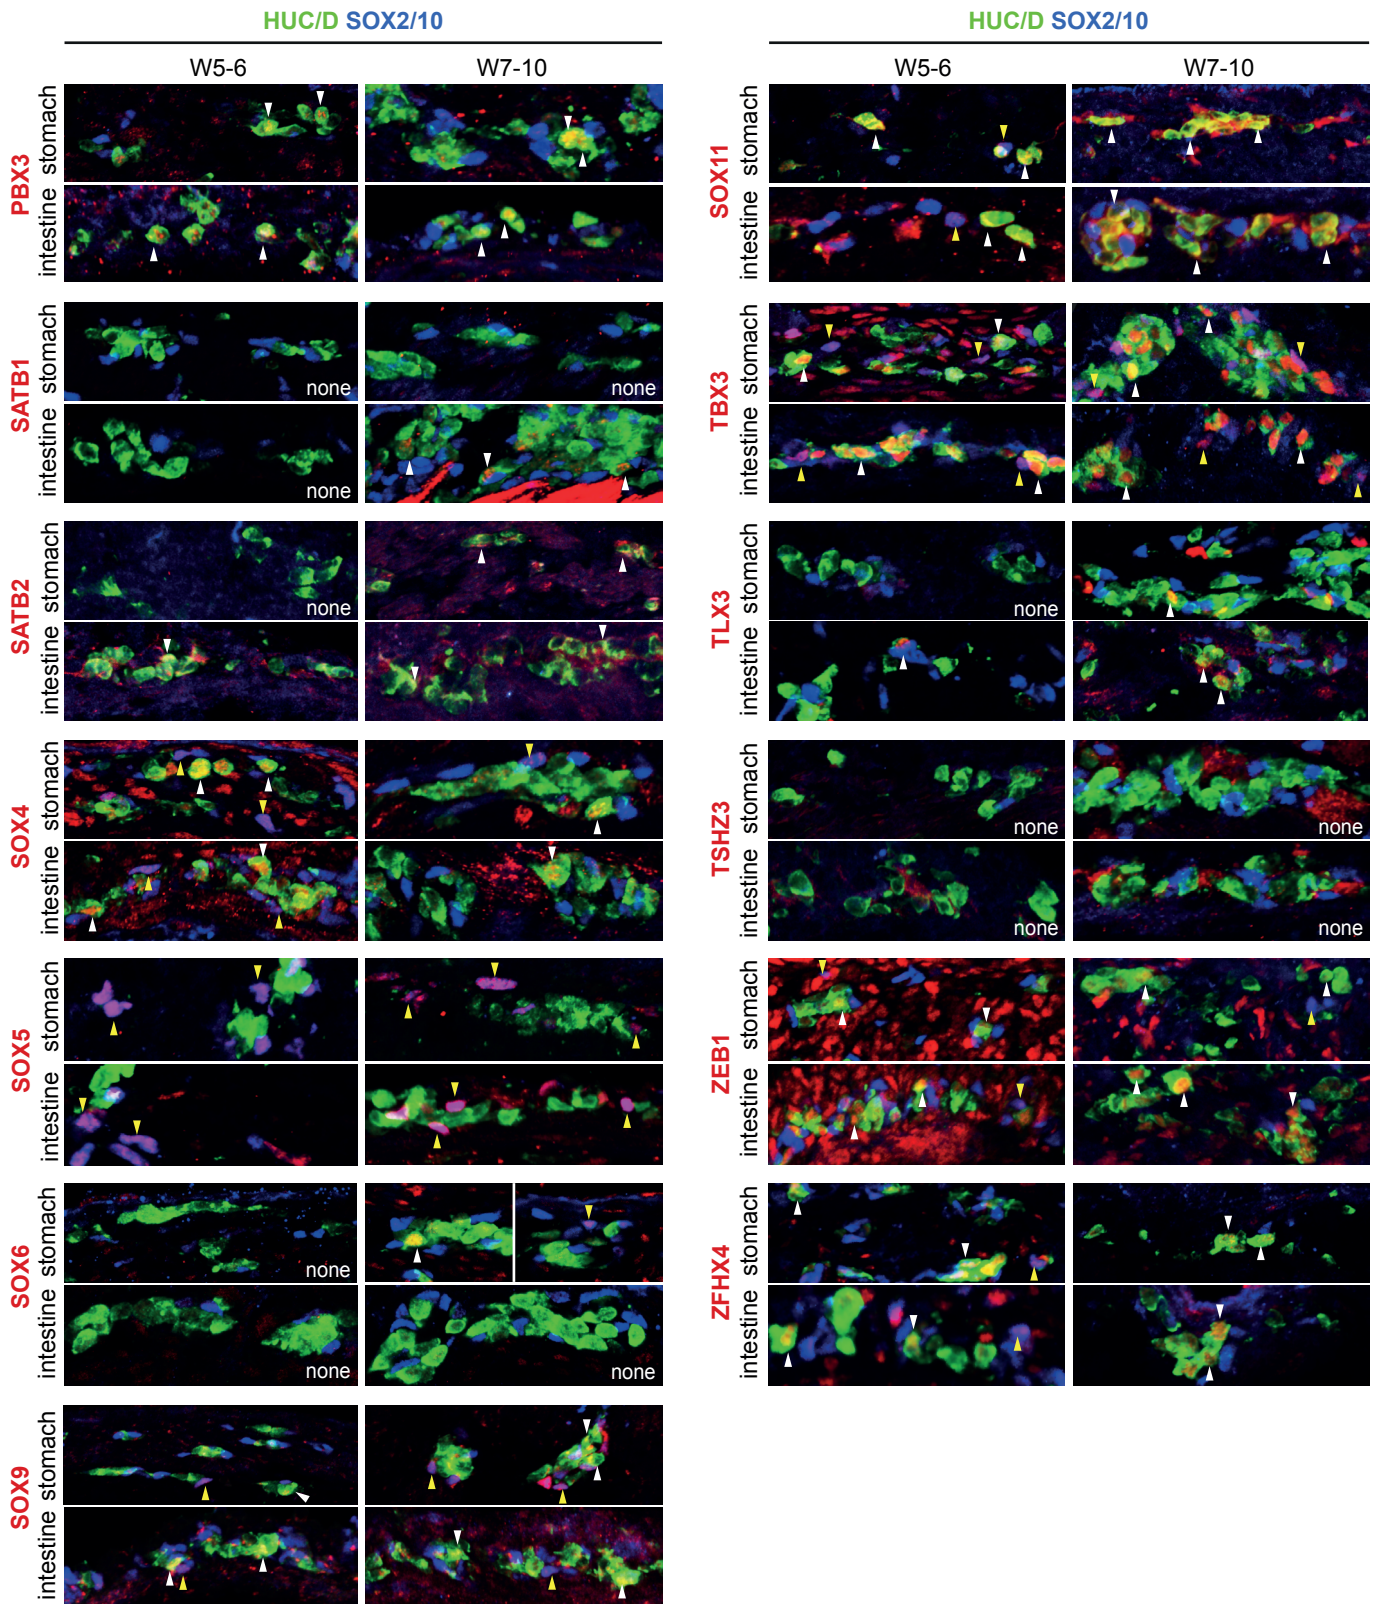 HUC/D SOX2/10
W5-6 W7-10
PBX3
stomach
intestine
SATB1
stomach
none
none
intestine
none
SATB2
stomach
none
intestine
SOX4
stomach
intestine
SOX5
stomach
intestine
SOX6
stomach
none
intestine
none
none
SOX9
stomach
intestine
HUC/D SOX2/10
W5-6 W7-10
SOX11
stomach
intestine
TBX3
stomach
intestine
TLX3
stomach
none
intestine
TSHZ3
stomach
none
none
intestine
none
none
ZEB1
stomach
intestine
ZFHX4
stomach
intestine